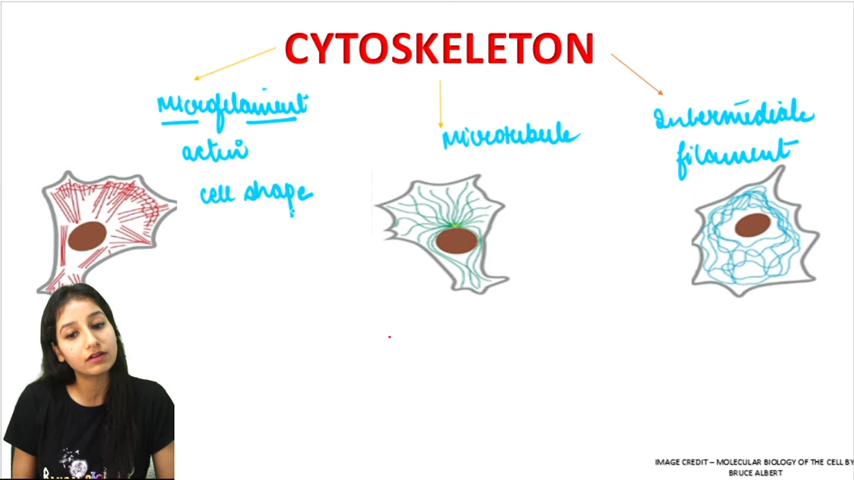 CYTOSKELETON
Microfilament
actin
cell shape
Microtubule
Intermediate
filament
IMAGE CREDIT – MOLECULAR BIOLOGY OF THE CELL BY
BRUCE ALBERT